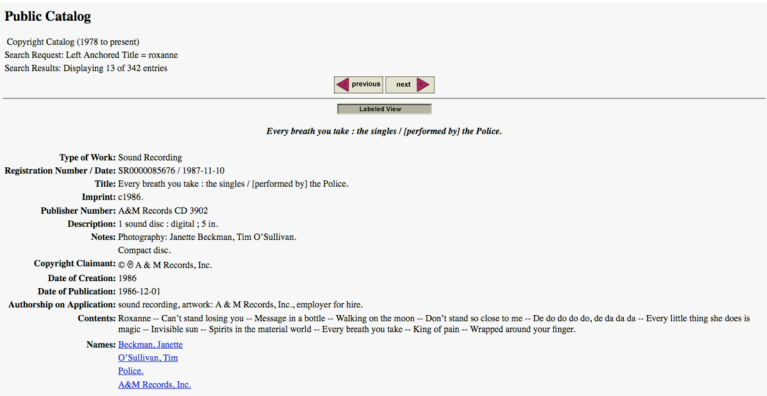 Public Catalog
Copyright Catalog (1978 to present)
Search Request: Left Anchored Title = roxanne
Search Results: Displaying 13 of 342 entries
previous next
Labeled View
Every breath you take : the singles / [performed by] the Police.
Type of Work: Sound Recording
Registration Number / Date: SR0000085676 / 1987-11-10
Title: Every breath you take : the singles / [performed by] the Police.
Imprint: c1986.
Publisher Number: A&M Records CD 3902
Description: 1 sound disc : digital ; 5 in.
Notes: Photography: Janette Beckman, Tim O'Sullivan.
Compact disc.
Copyright Claimant: © ℗ A & M Records, Inc.
Date of Creation: 1986
Date of Publication: 1986-12-01
Authorship on Application: sound recording, artwork: A & M Records, Inc., employer for hire.
Contents: Roxanne -- Can't stand losing you -- Message in a bottle -- Walking on the moon -- Don't stand so close to me -- De do do do do, de da da da -- Every little thing she does is
magic -- Invisible sun -- Spirits in the material world -- Every breath you take -- King of pain -- Wrapped around your finger.
Names: Beckman, Janette
O'Sullivan, Tim
Police.
A&M Records, Inc.